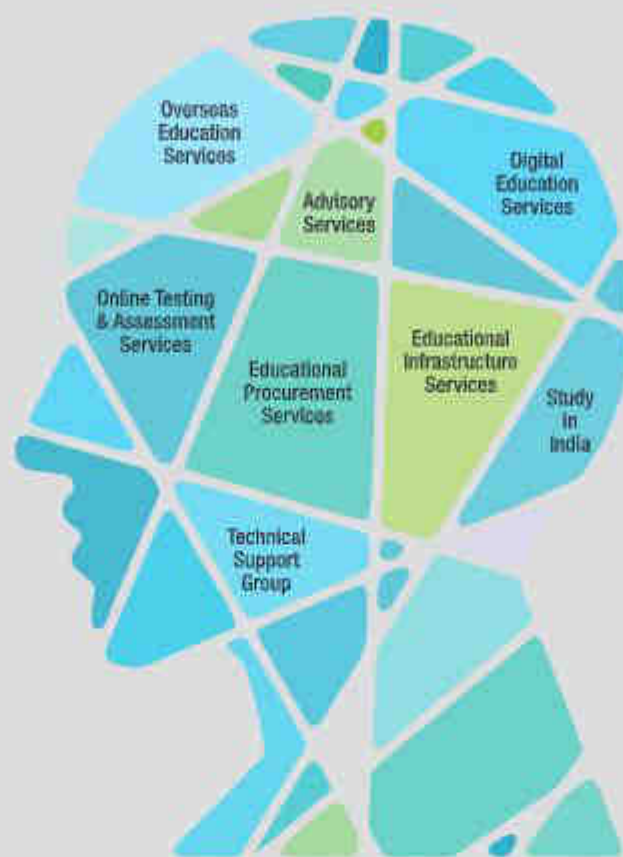 Overseas
Education
Services
Digital
Education
Services
Advisory
Services
Online Testing
& Assessment
Services
Educational
Procurement
Services
Educational
Infrastructure
Services
Study
in
India
Technical
Support
Group